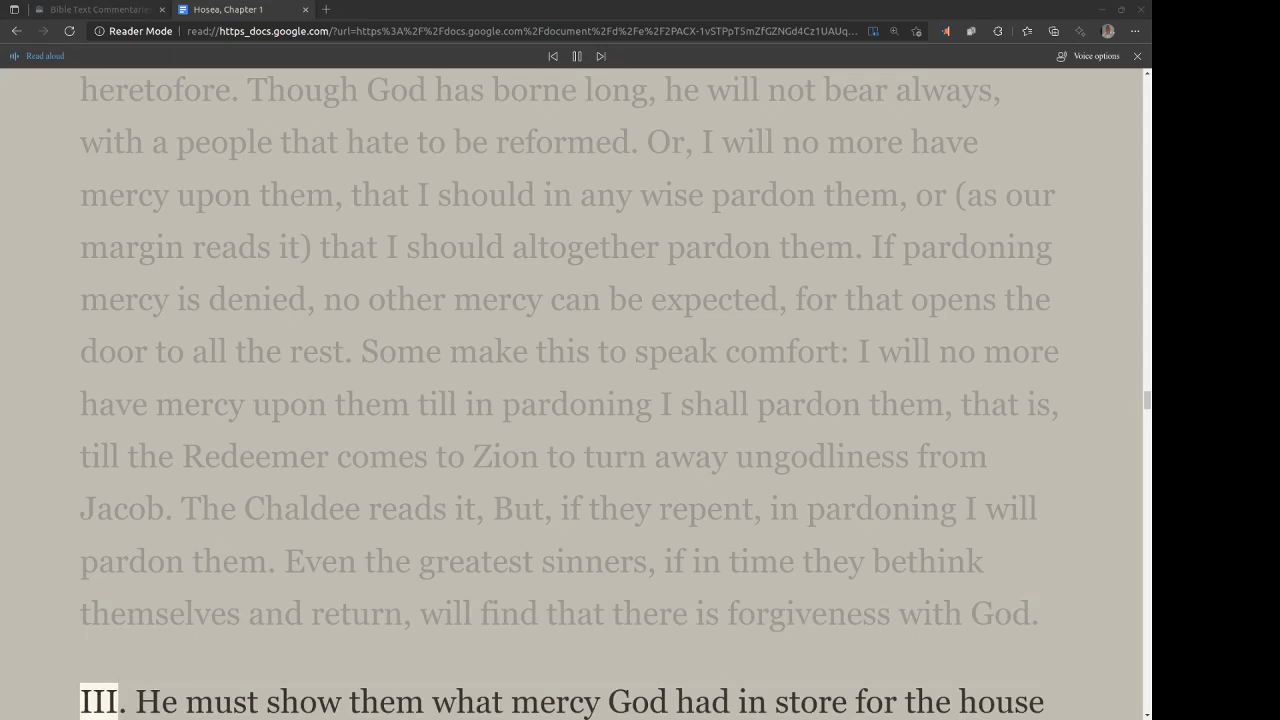 Bible Text Commentaries
Hosea, Chapter 1
Reader Mode
read://https_docs.google.com/?url=https%3A%2F%2Fdocs.google.com%2Fdocument%2Fd%2Fe%2F2PACX-1vSTPpT5mZfGZNGd4Cz1UAUq...
Read aloud
Voice options
heretofore. Though God has borne long, he will not bear always,
with a people that hate to be reformed. Or, I will no more have
mercy upon them, that I should in any wise pardon them, or (as our
margin reads it) that I should altogether pardon them. If pardoning
mercy is denied, no other mercy can be expected, for that opens the
door to all the rest. Some make this to speak comfort: I will no more
have mercy upon them till in pardoning I shall pardon them, that is,
till the Redeemer comes to Zion to turn away ungodliness from
Jacob. The Chaldee reads it, But, if they repent, in pardoning I will
pardon them. Even the greatest sinners, if in time they bethink
themselves and return, will find that there is forgiveness with God.
III. He must show them what mercy God had in store for the house